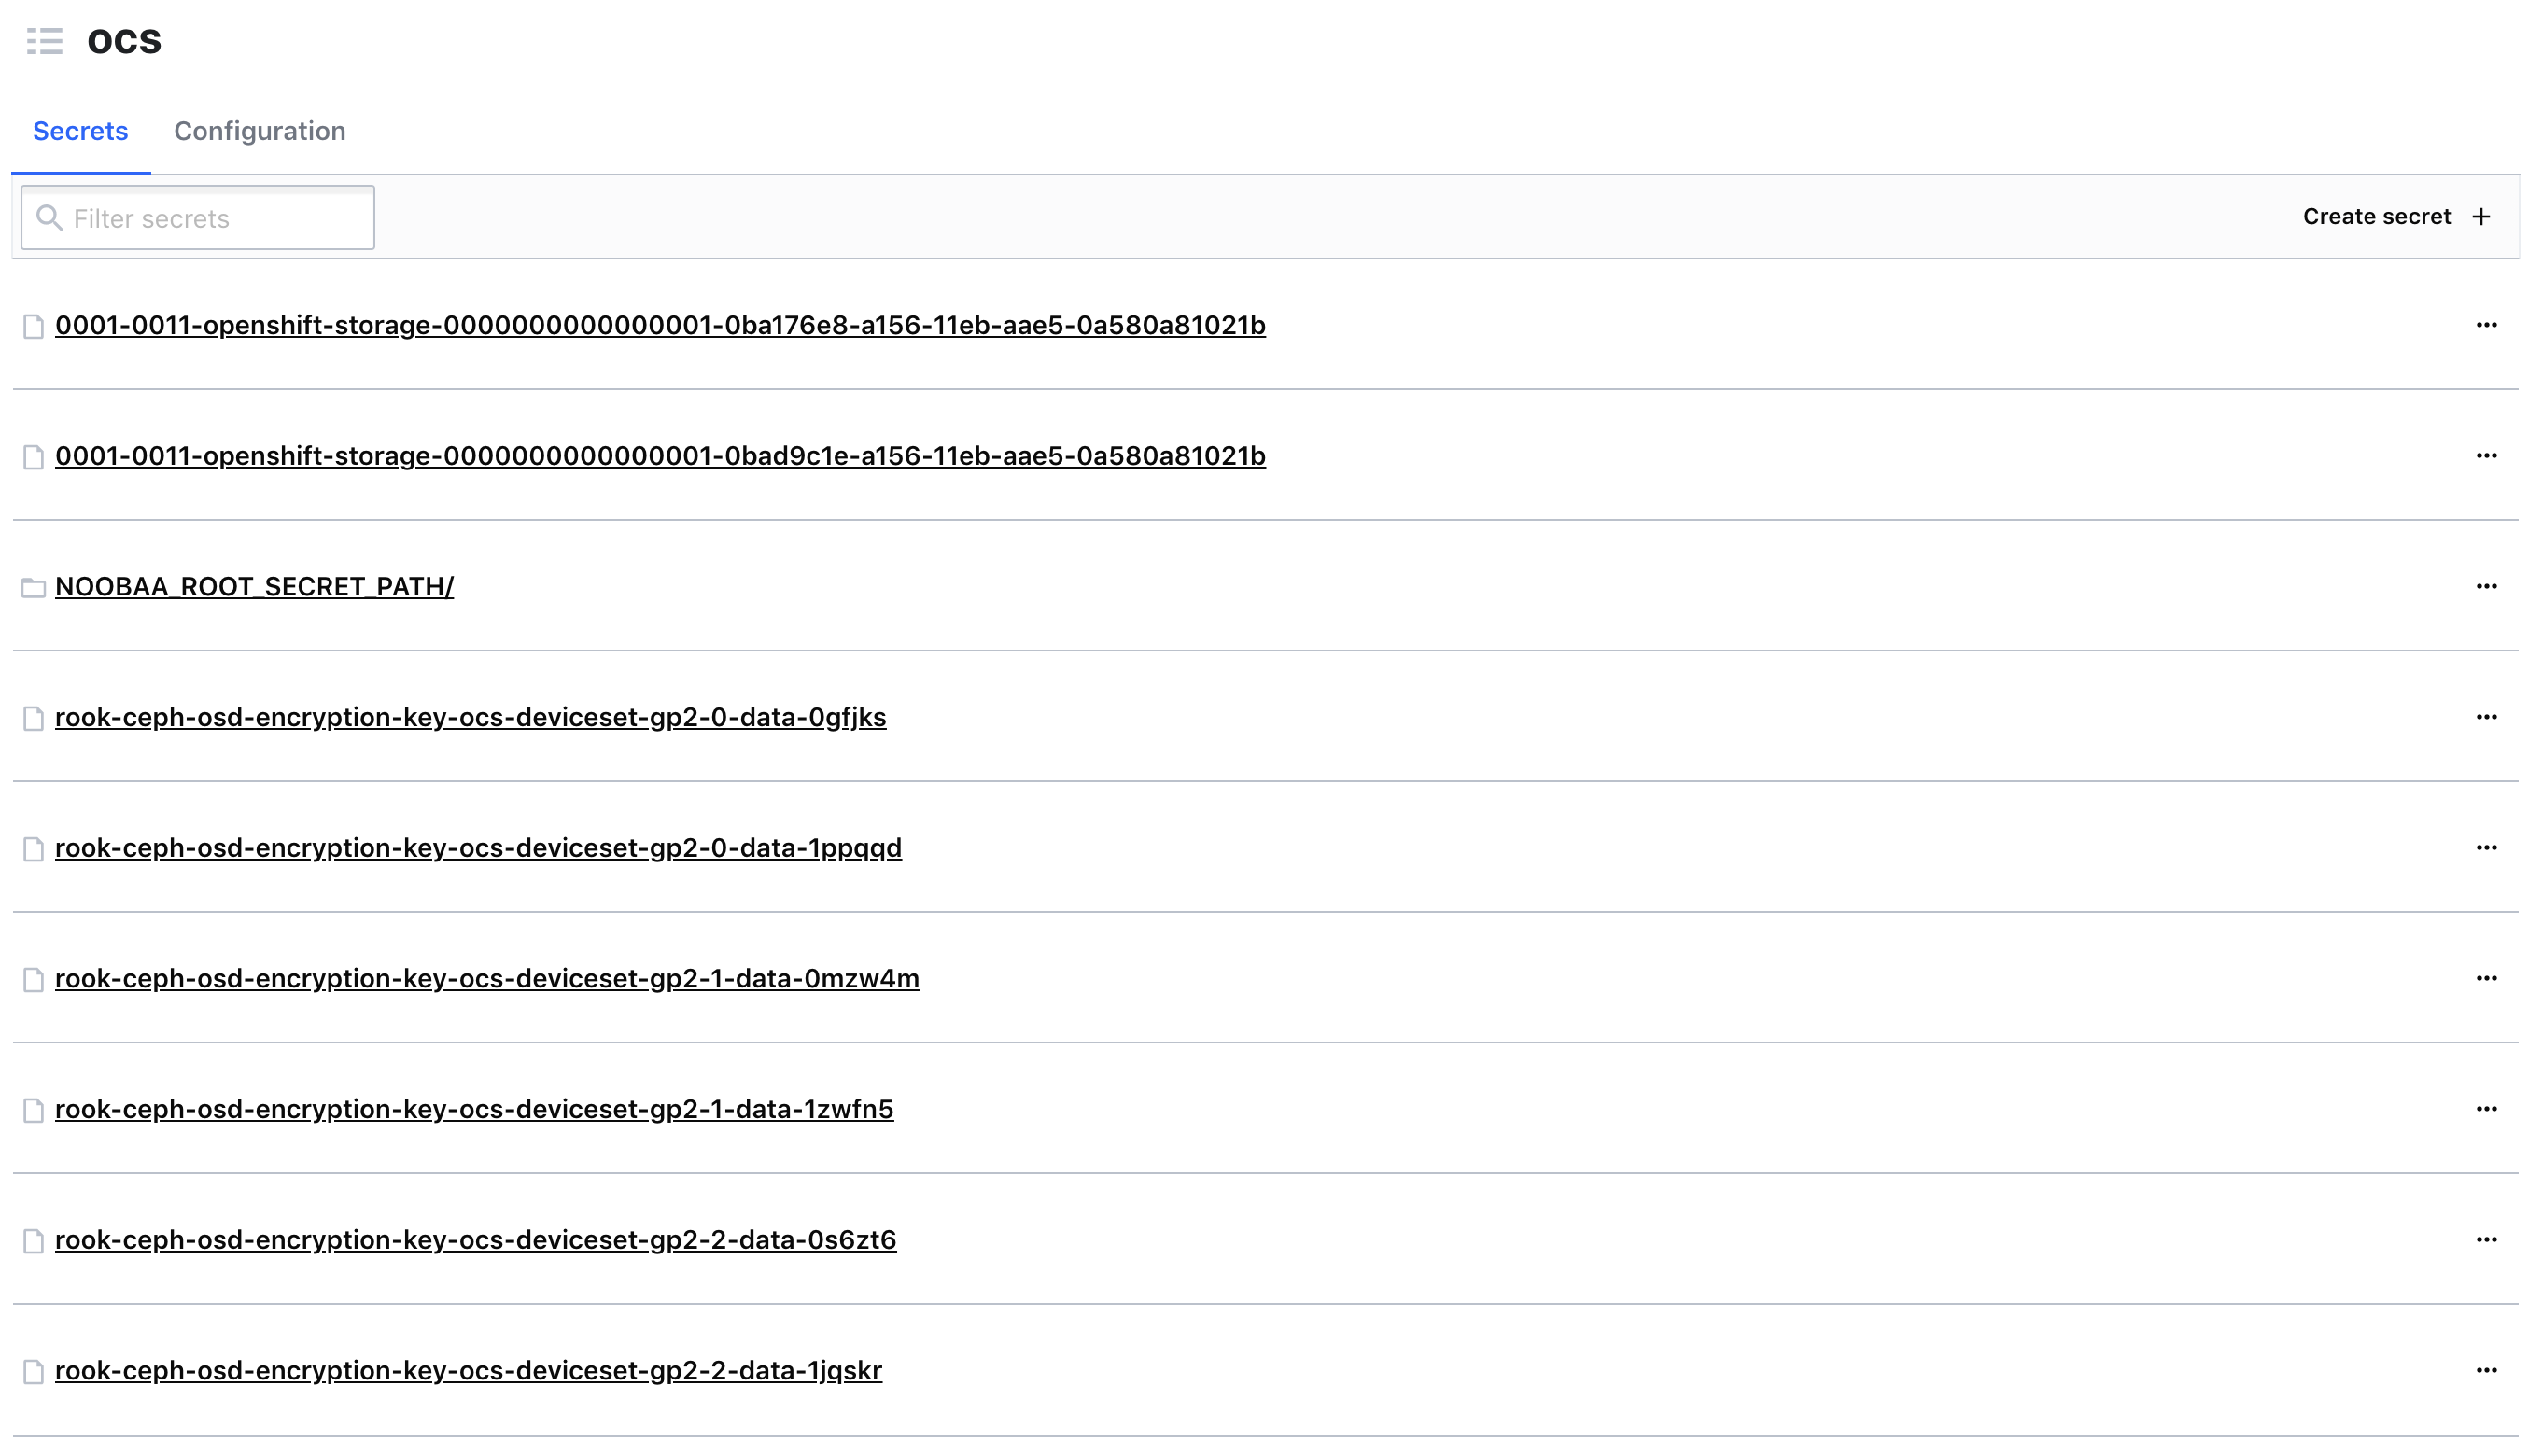 ocs
Secrets Configuration
Filter secrets Create secret +
0001-0011-openshift-storage-0000000000000001-0ba176e8-a156-11eb-aae5-0a580a81021b
0001-0011-openshift-storage-0000000000000001-0bad9c1e-a156-11eb-aae5-0a580a81021b
NOOBAA_ROOT_SECRET_PATH/
rook-ceph-osd-encryption-key-ocs-deviceset-gp2-0-data-0gfjks
rook-ceph-osd-encryption-key-ocs-deviceset-gp2-0-data-1ppqqd
rook-ceph-osd-encryption-key-ocs-deviceset-gp2-1-data-0mzw4m
rook-ceph-osd-encryption-key-ocs-deviceset-gp2-1-data-1zwfn5
rook-ceph-osd-encryption-key-ocs-deviceset-gp2-2-data-0s6zt6
rook-ceph-osd-encryption-key-ocs-deviceset-gp2-2-data-1jqskr